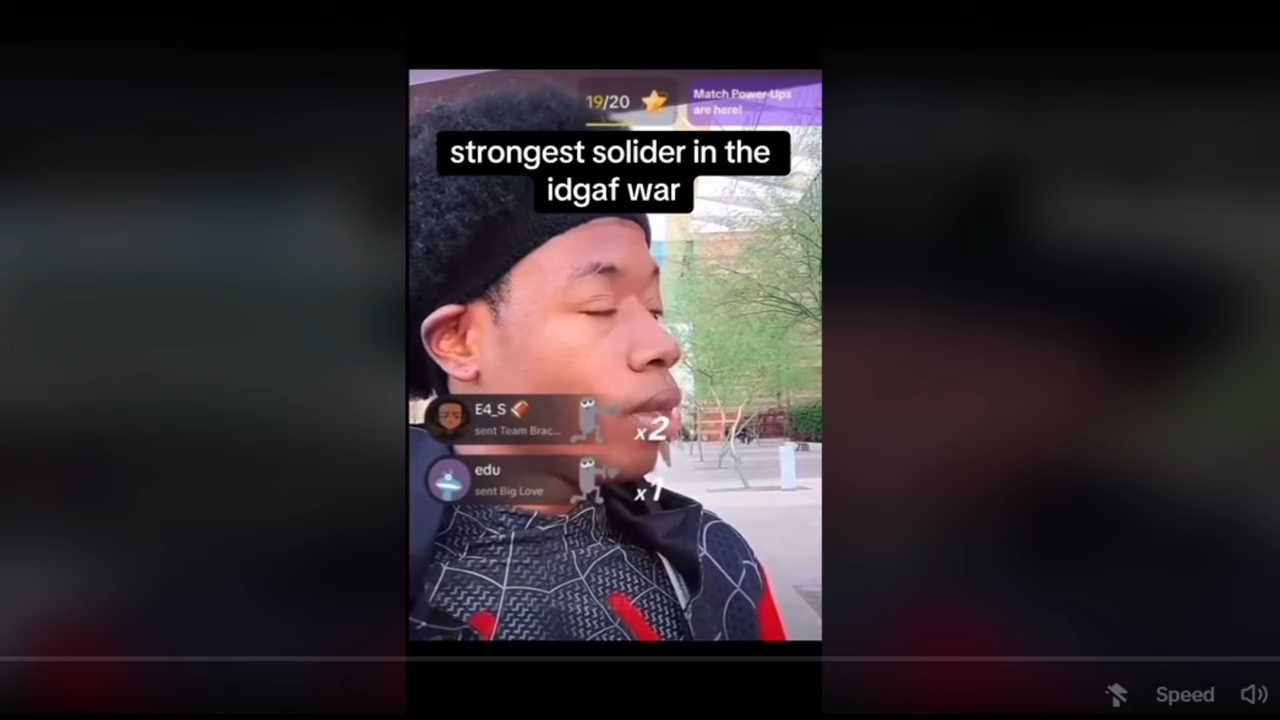 19/20
Match Power-Ups
are here!
strongest solider in the
idgaf war
E4_S
sent Team Brac...
x2
edu
sent Big Love
x1
Speed